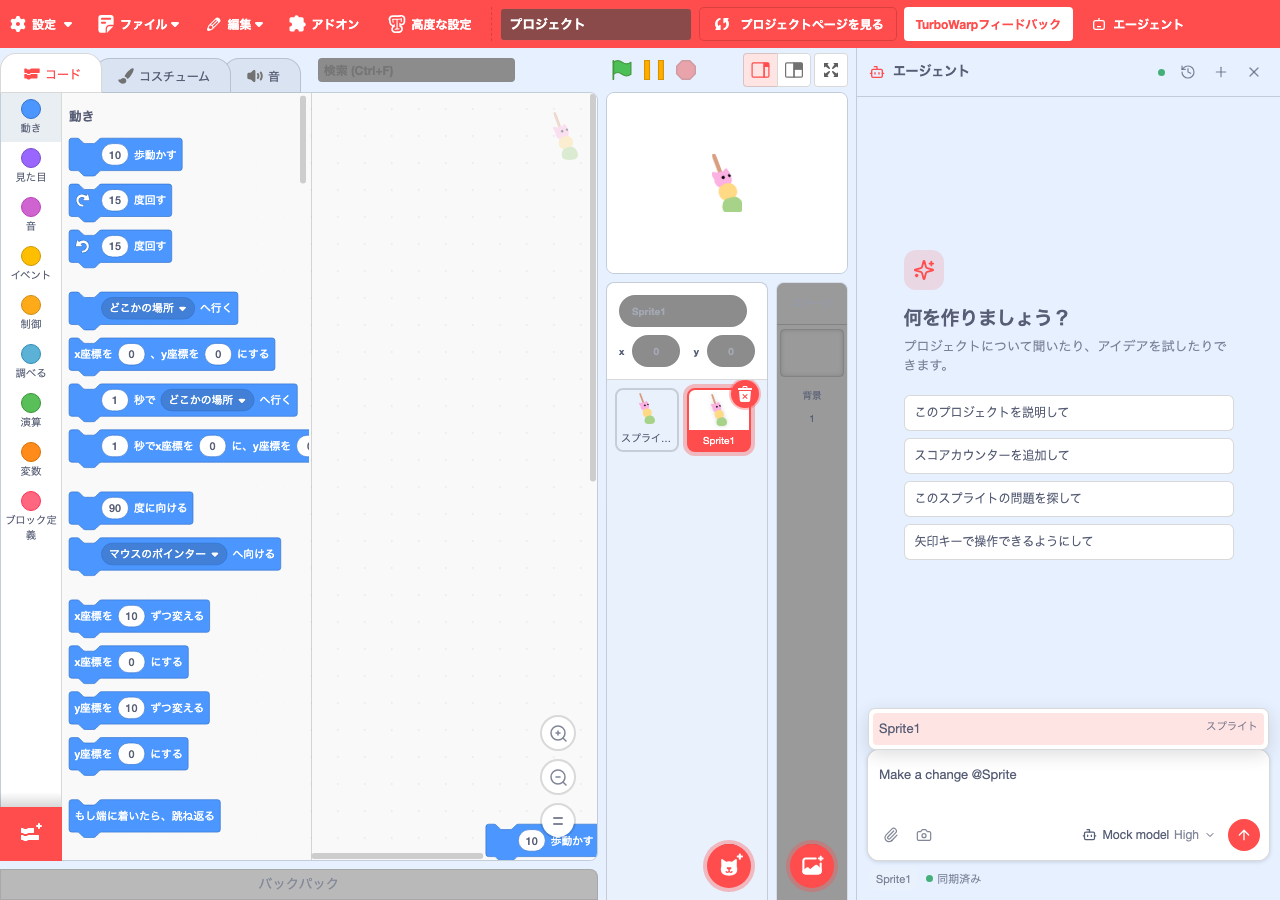 設定
ファイル
編集
アドオン
高度な設定
プロジェクト
プロジェクトページを見る
TurboWarpフィードバック
エージェント
コード
コスチューム
音
検索 (Ctrl+F)
エージェント
動き
見た目
音
イベント
制御
調べる
演算
変数
ブロック定
義
動き
10 歩動かす
15 度回す
15 度回す
どこかの場所 へ行く
x座標を 0 、y座標を 0 にする
1 秒で どこかの場所 へ行く
1 秒でx座標を 0 に、y座標を
90 度に向ける
マウスのポインター へ向ける
x座標を 10 ずつ変える
x座標を 0 にする
y座標を 10 ずつ変える
y座標を 0 にする
もし端に着いたら、跳ね返る
10 歩動かす
バックパック
Sprite1
x 0 y 0
スプライ...
Sprite1
背景
1
何を作りましょう？
プロジェクトについて聞いたり、アイデアを試したりで
きます。
このプロジェクトを説明して
スコアカウンターを追加して
このスプライトの問題を探して
矢印キーで操作できるようにして
Sprite1 スプライト
Make a change @Sprite
Mock model High
Sprite1 同期済み